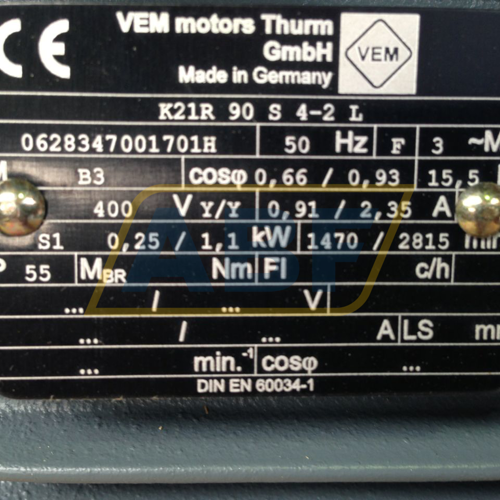 CE
VEM motors Thurm
GmbH
Made in Germany
VEM
K21R 90 S 4-2 L
0628347001701H 50 Hz F 3 ~M
B3 cosφ 0,66 / 0,93 15,5
400 V Y/Y 0,91 / 2,35 A
S1 0,25 / 1,1 kW 1470 / 2815
P 55 MBR Nm FI c/h
... / ... V
... / ... A LS
... min.-1 cosφ ...
DIN EN 60034-1
ABF